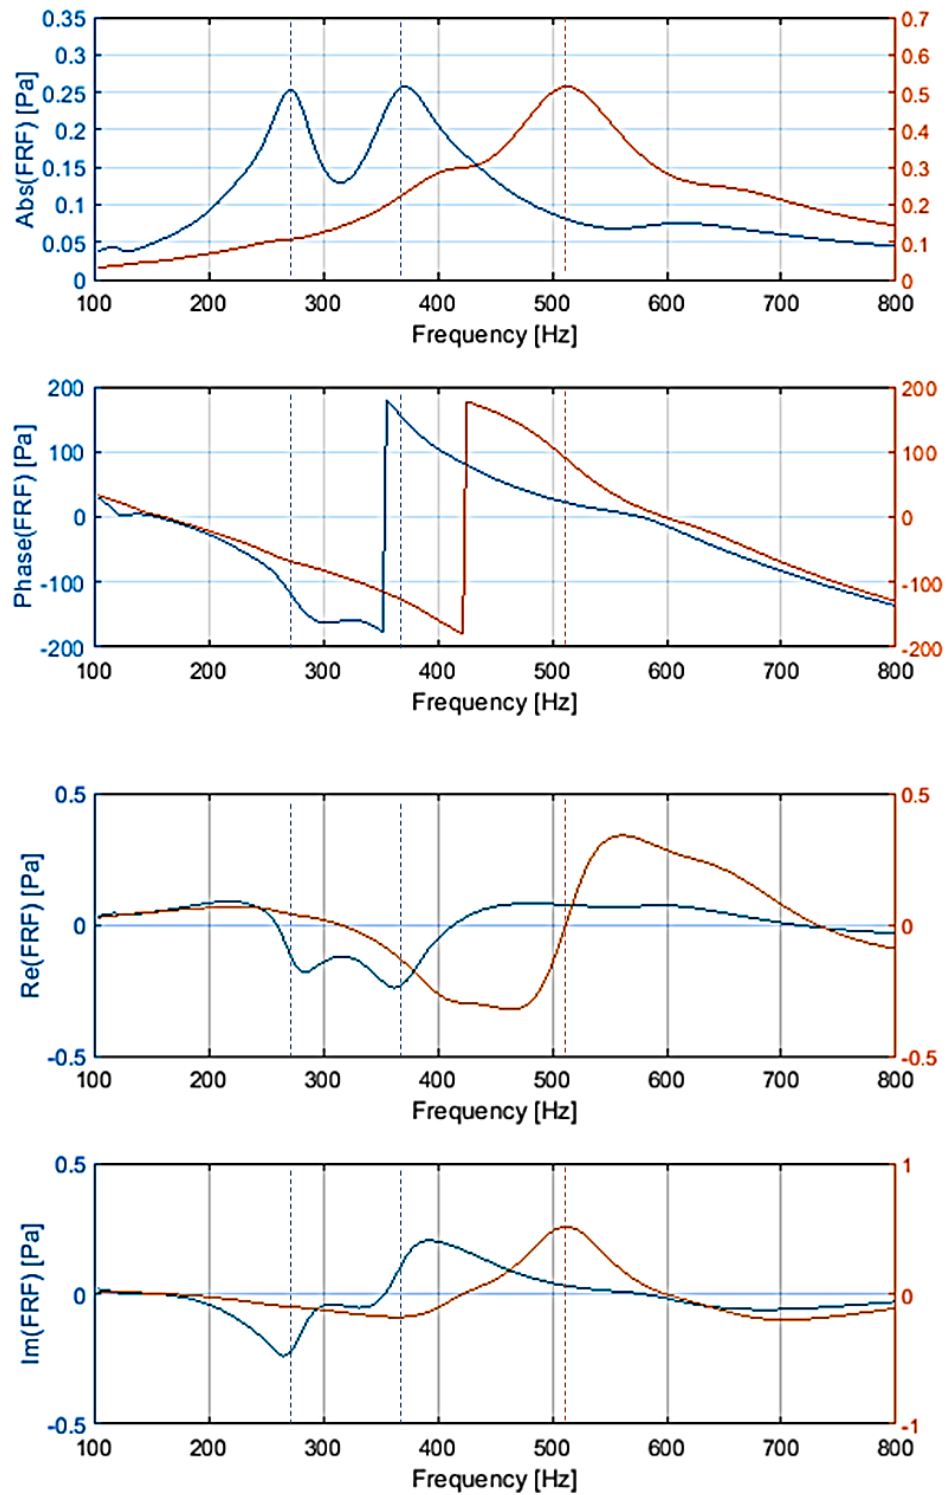 0.35 0.7
0.3 0.6
0.25 0.5
0.2 0.4
0.15 0.3
0.1 0.2
0.05 0.1
0 0
Abs(FRF) [Pa]
100 200 300 400 500 600 700 800
Frequency [Hz]
200 200
100 100
0 0
-100 -100
-200 -200
Phase(FRF) [Pa]
100 200 300 400 500 600 700 800
Frequency [Hz]
0.5 0.5
0 0
-0.5 -0.5
Re(FRF) [Pa]
100 200 300 400 500 600 700 800
Frequency [Hz]
0.5 1
0 0
-0.5 -1
Im(FRF) [Pa]
100 200 300 400 500 600 700 800
Frequency [Hz]